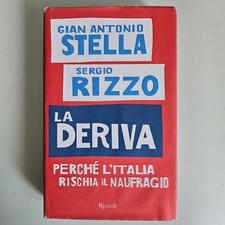 GIAN ANTONIO
STELLA
SERGIO
RIZZO
LA
DERIVA
PERCHÉ L'ITALIA
RISCHIA IL NAUFRAGIO
Rizzoli